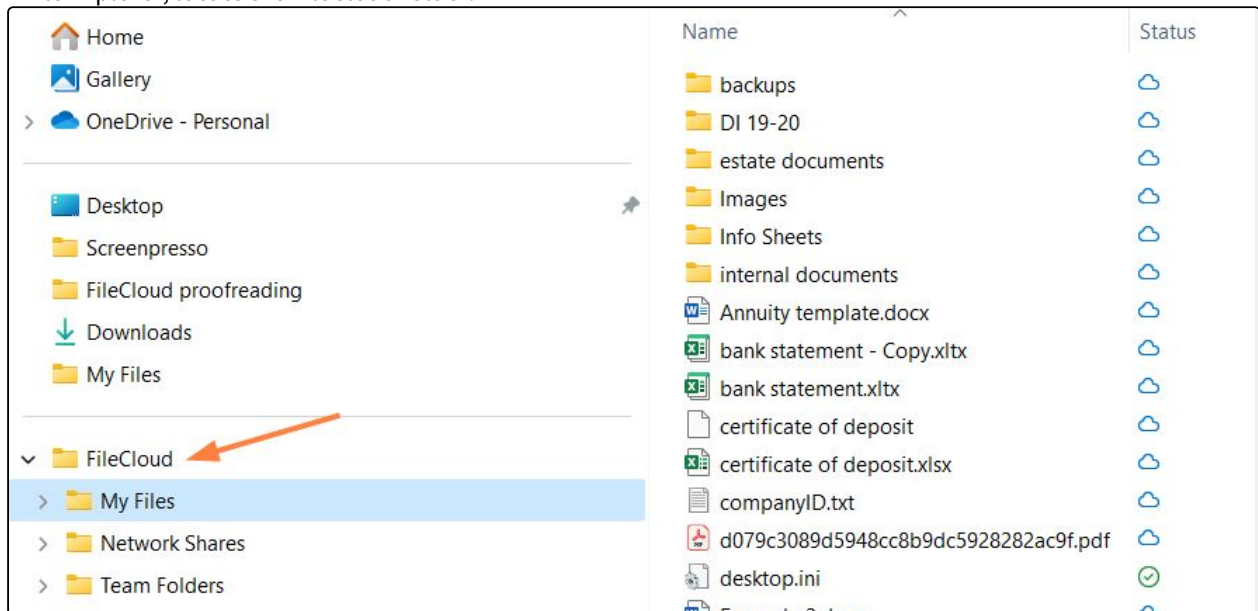 Home
Gallery
OneDrive - Personal
Desktop
Screenpresso
FileCloud proofreading
Downloads
My Files
FileCloud
My Files
Network Shares
Team Folders
Name
Status
backups
DI 19-20
estate documents
Images
Info Sheets
internal documents
Annuity template.docx
bank statement - Copy.xltx
bank statement.xltx
certificate of deposit
certificate of deposit.xlsx
companyID.txt
d079c3089d5948cc8b9dc5928282ac9f.pdf
desktop.ini